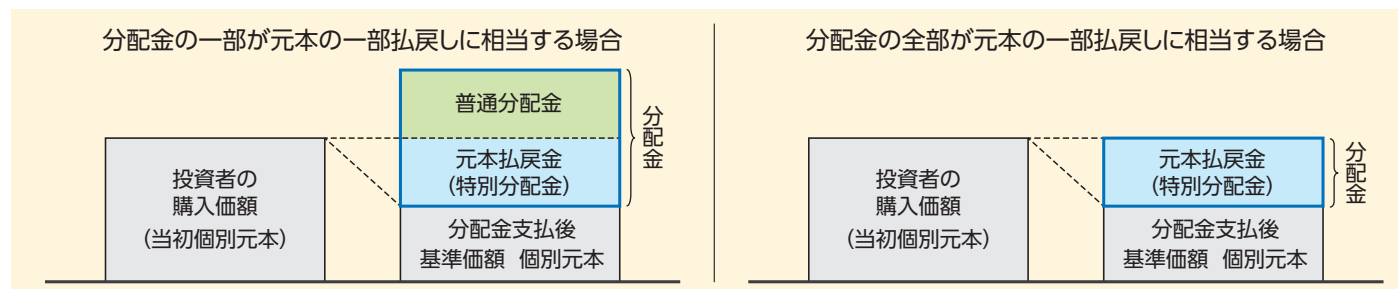 分配金の一部が元本の一部払戻しに相当する場合
普通分配金
元本払戻金
(特別分配金)
分配金
投資者の
購入価額
(当初個別元本)
分配金支払後
基準価額 個別元本
分配金の全部が元本の一部払戻しに相当する場合
元本払戻金
(特別分配金)
分配金
投資者の
購入価額
(当初個別元本)
分配金支払後
基準価額 個別元本